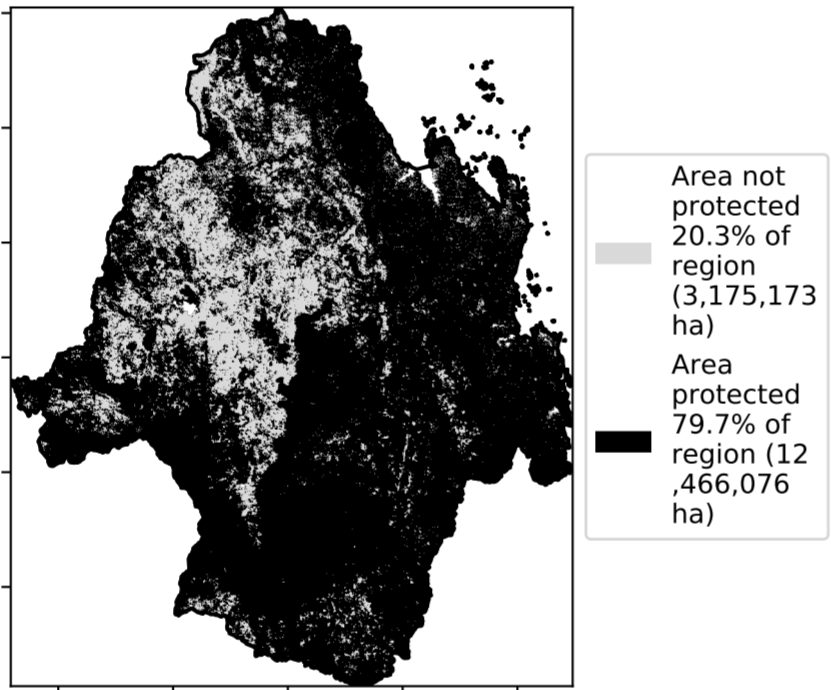 Area not
protected
20.3% of
region
(3,175,173
ha)
Area
protected
79.7% of
region (12
,466,076
ha)